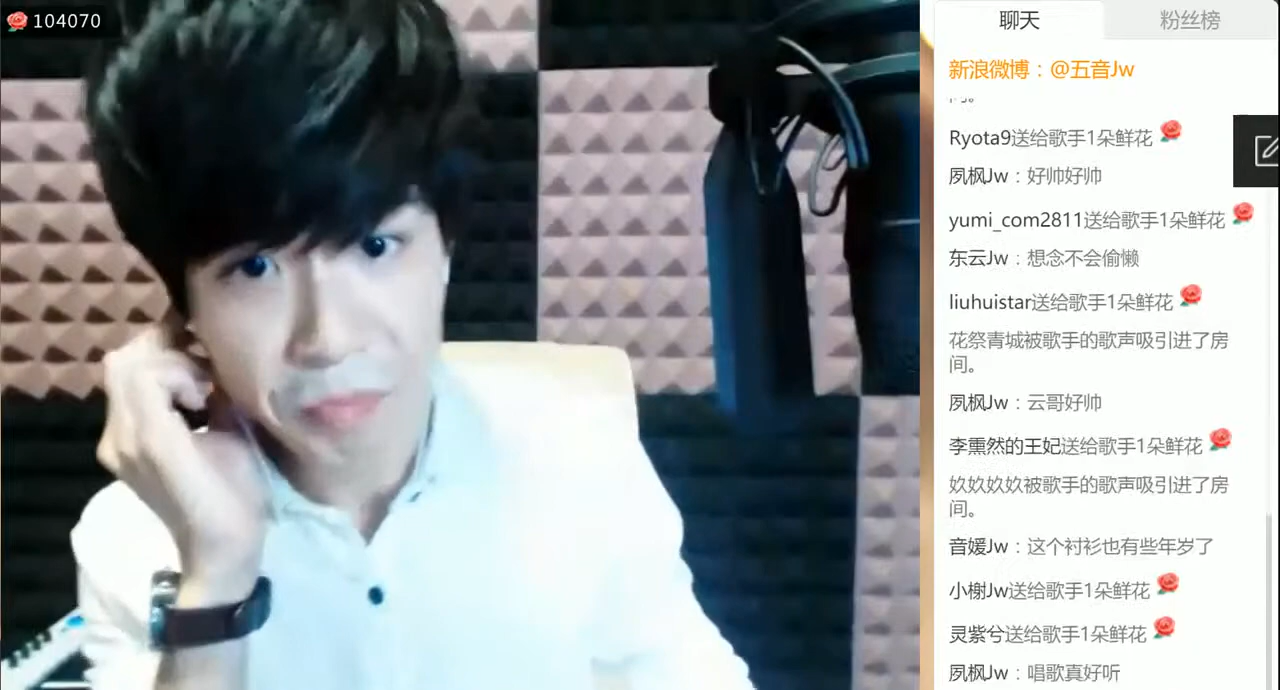 104070
聊天
粉丝榜
新浪微博：@五音Jw
Ryota9送给歌手1朵鲜花
夙枫Jw：好帅好帅
yumi_com2811送给歌手1朵鲜花
东云Jw：想念不会偷懒
liuhuistar送给歌手1朵鲜花
花祭青城被歌手的歌声吸引进了房
间。
夙枫Jw：云哥好帅
李熏然的王妃送给歌手1朵鲜花
奺奺奺奺被歌手的歌声吸引进了房
间。
音媛Jw：这个衬衫也有些年岁了
小榭Jw送给歌手1朵鲜花
灵紫兮送给歌手1朵鲜花
夙枫Jw：唱歌真好听